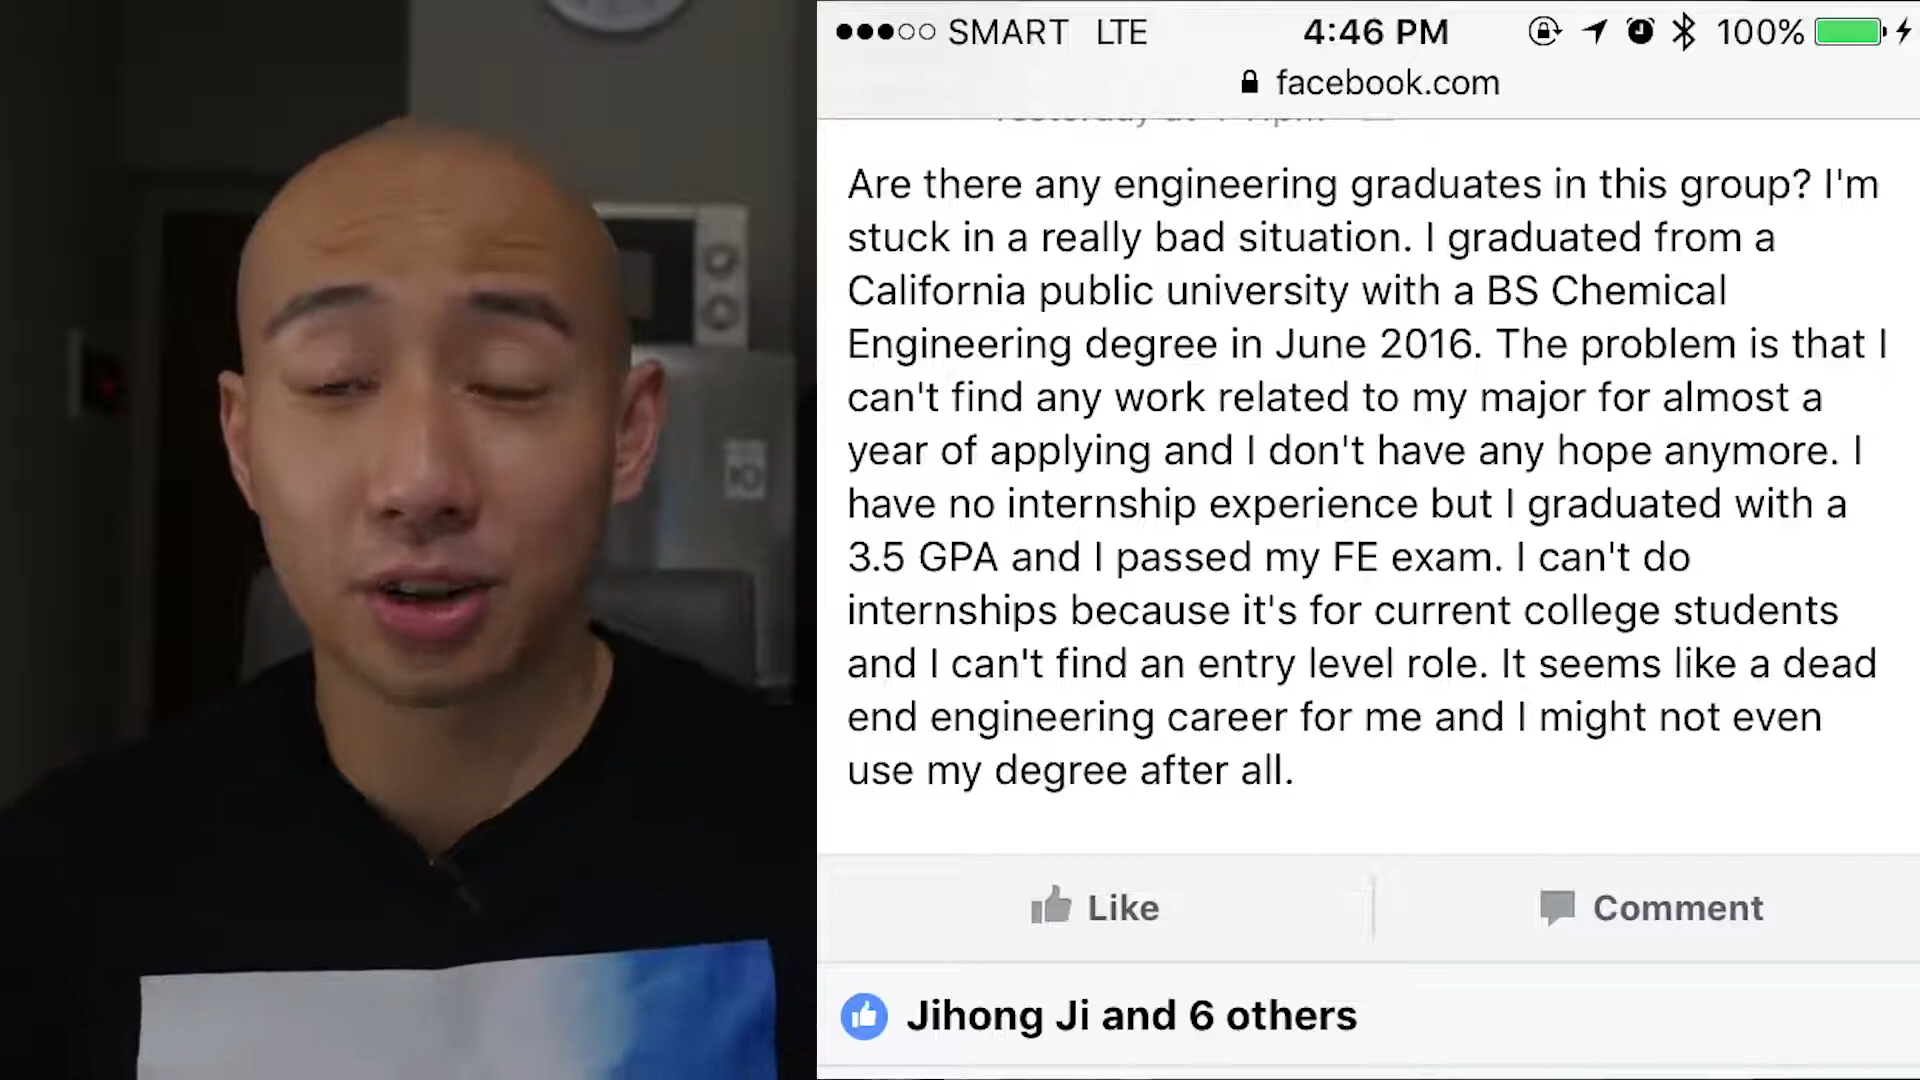 SMART LTE 4:46 PM 100%
facebook.com
Are there any engineering graduates in this group? I'm
stuck in a really bad situation. I graduated from a
California public university with a BS Chemical
Engineering degree in June 2016. The problem is that I
can't find any work related to my major for almost a
year of applying and I don't have any hope anymore. I
have no internship experience but I graduated with a
3.5 GPA and I passed my FE exam. I can't do
internships because it's for current college students
and I can't find an entry level role. It seems like a dead
end engineering career for me and I might not even
use my degree after all.
Like Comment
Jihong Ji and 6 others